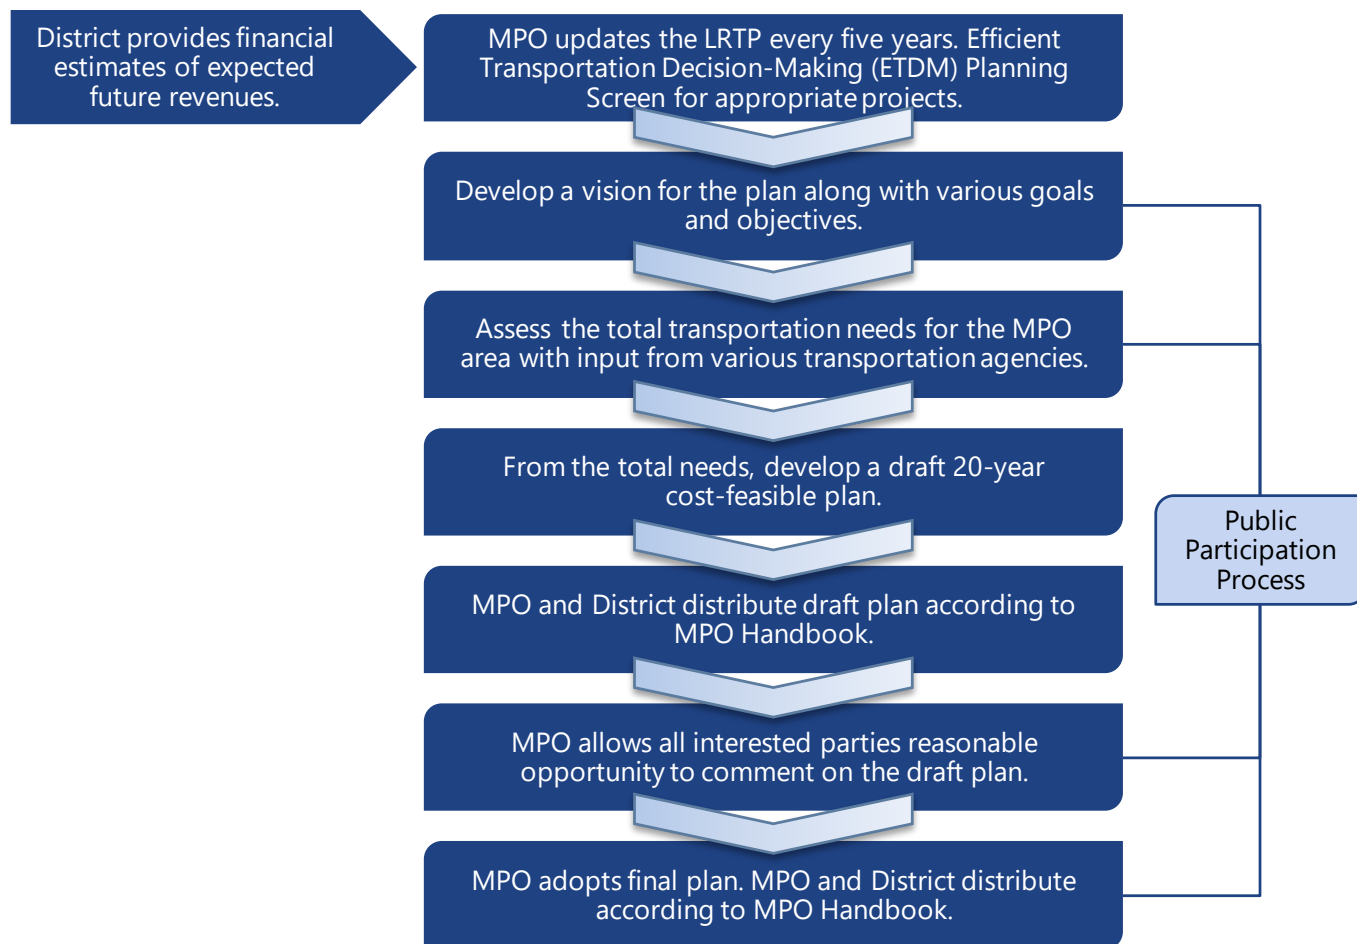 District provides financial
estimates of expected
future revenues.
MPO updates the LRTP every five years. Efficient
Transportation Decision-Making (ETDM) Planning
Screen for appropriate projects.
Develop a vision for the plan along with various goals
and objectives.
Assess the total transportation needs for the MPO
area with input from various transportation agencies.
From the total needs, develop a draft 20-year
cost-feasible plan.
MPO and District distribute draft plan according to
MPO Handbook.
MPO allows all interested parties reasonable
opportunity to comment on the draft plan.
MPO adopts final plan. MPO and District distribute
according to MPO Handbook.
Public
Participation
Process